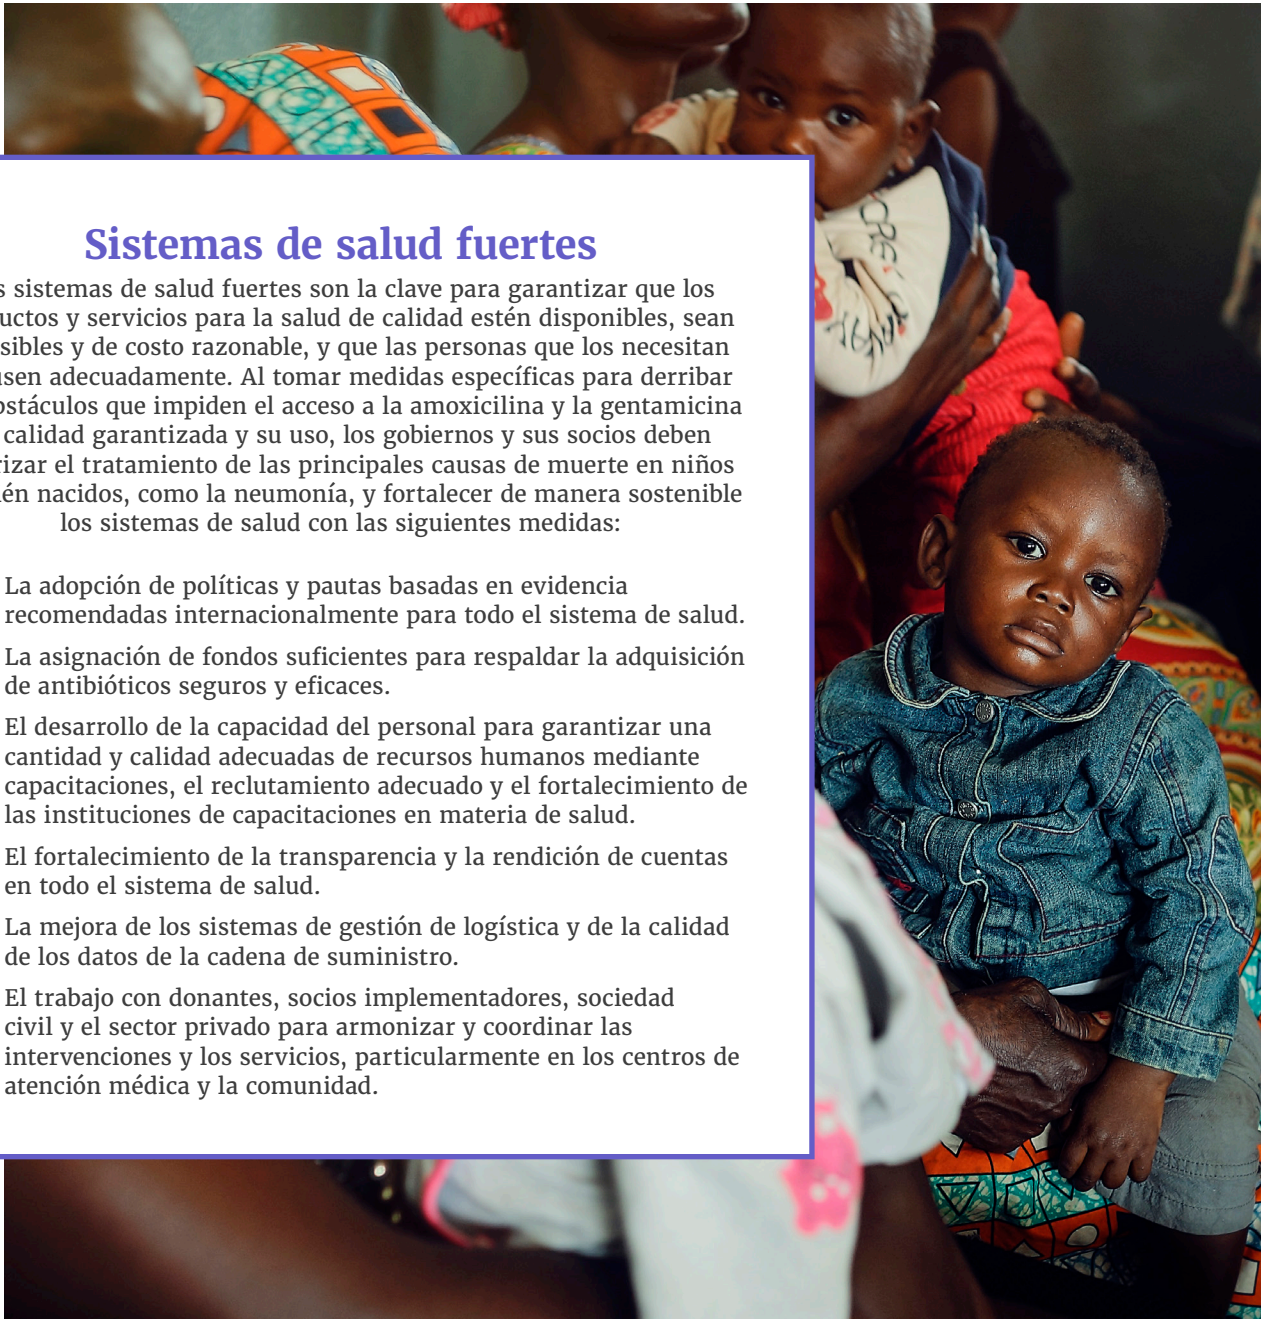 Sistemas de salud fuertes
s sistemas de salud fuertes son la clave para garantizar que los
uctos y servicios para la salud de calidad estén disponibles, sean
sibles y de costo razonable, y que las personas que los necesitan
usen adecuadamente. Al tomar medidas específicas para derribar
bstáculos que impiden el acceso a la amoxicilina y la gentamicina
calidad garantizada y su uso, los gobiernos y sus socios deben
rizar el tratamiento de las principales causas de muerte en niños
én nacidos, como la neumonía, y fortalecer de manera sostenible
los sistemas de salud con las siguientes medidas:
La adopción de políticas y pautas basadas en evidencia
recomendadas internacionalmente para todo el sistema de salud.
La asignación de fondos suficientes para respaldar la adquisición
de antibióticos seguros y eficaces.
El desarrollo de la capacidad del personal para garantizar una
cantidad y calidad adecuadas de recursos humanos mediante
capacitaciones, el reclutamiento adecuado y el fortalecimiento de
las instituciones de capacitaciones en materia de salud.
El fortalecimiento de la transparencia y la rendición de cuentas
en todo el sistema de salud.
La mejora de los sistemas de gestión de logística y de la calidad
de los datos de la cadena de suministro.
El trabajo con donantes, socios implementadores, sociedad
civil y el sector privado para armonizar y coordinar las
intervenciones y los servicios, particularmente en los centros de
atención médica y la comunidad.